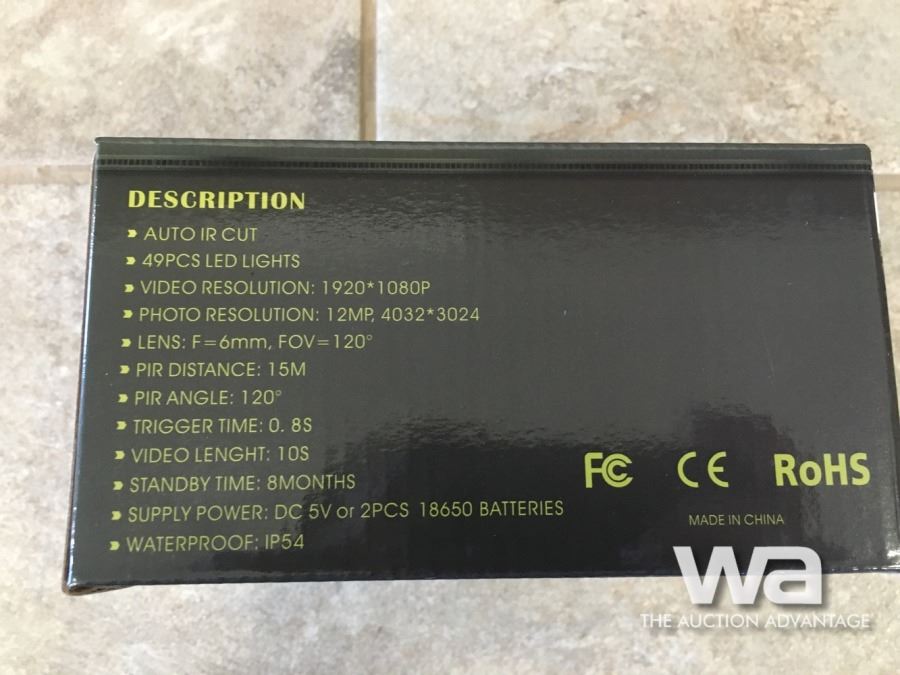 DESCRIPTION
AUTO IR CUT
49PCS LED LIGHTS
VIDEO RESOLUTION: 1920*1080P
PHOTO RESOLUTION: 12MP, 4032*3024
LENS: F=6mm, FOV=120°
PIR DISTANCE: 15M
PIR ANGLE: 120°
TRIGGER TIME: 0. 8S
VIDEO LENGHT: 10S
STANDBY TIME: 8MONTHS
SUPPLY POWER: DC 5V or 2PCS 18650 BATTERIES
WATERPROOF: IP54
FC CE RoHS
MADE IN CHINA
wa
THE AUCTION ADVANTAGE